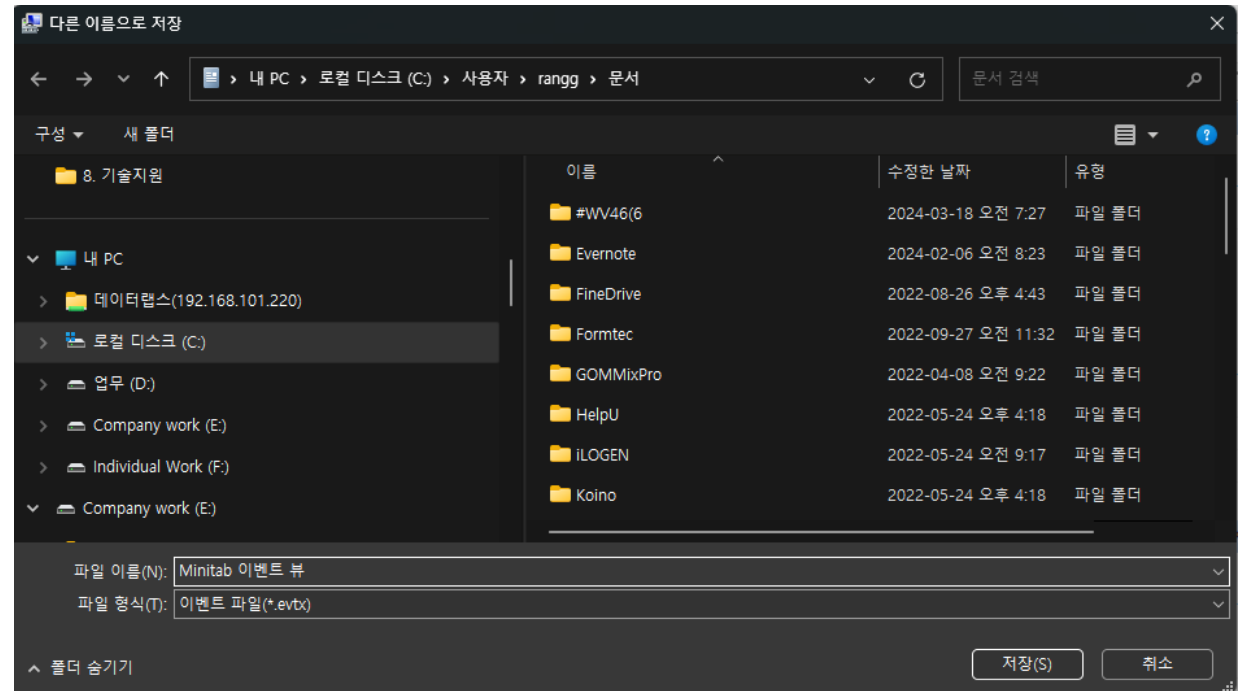 다른 이름으로 저장
내 PC > 로컬 디스크 (C:) > 사용자 > rangg > 문서
문서 검색
구성
새 폴더
8. 기술지원
내 PC
데이터랩스(192.168.101.220)
로컬 디스크 (C:)
업무 (D:)
Company work (E:)
Individual Work (F:)
Company work (E:)
이름 수정한 날짜 유형
#WV46(6 2024-03-18 오전 7:27 파일 폴더
Evernote 2024-02-06 오전 8:23 파일 폴더
FineDrive 2022-08-26 오후 4:43 파일 폴더
Formtec 2022-09-27 오전 11:32 파일 폴더
GOMMixPro 2022-04-08 오전 9:22 파일 폴더
HelpU 2022-05-24 오후 4:18 파일 폴더
iLOGEN 2022-05-24 오전 9:17 파일 폴더
Koino 2022-05-24 오후 4:18 파일 폴더
파일 이름(N): Minitab 이벤트 뷰
파일 형식(T): 이벤트 파일(*.evtx)
폴더 숨기기
저장(S)
취소